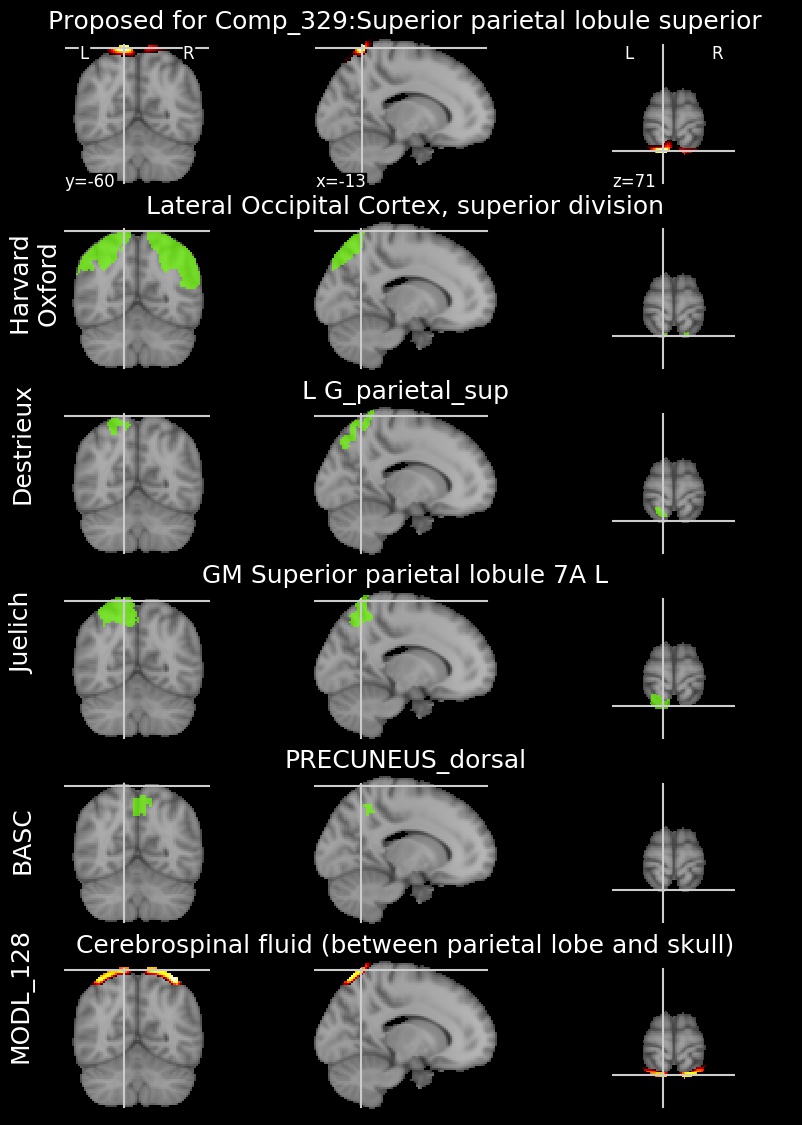 Proposed for Comp_329:Superior parietal lobule superior
L R
L R
y=-60
x=-13
z=71
Lateral Occipital Cortex, superior division
Harvard
Oxford
L G_parietal_sup
Destrieux
GM Superior parietal lobule 7A L
Juelich
PRECUNEUS_dorsal
BASC
Cerebrospinal fluid (between parietal lobe and skull)
MODL_128